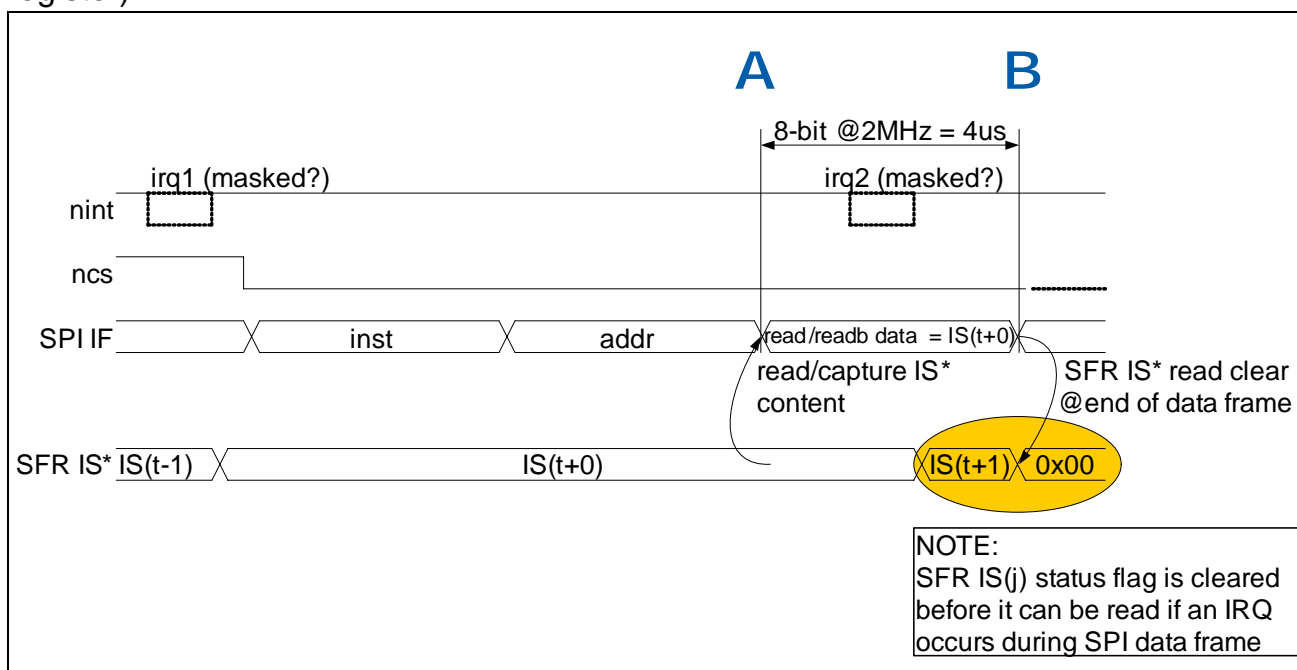 A B
8-bit @2MHz = 4us
irq1 (masked?) irq2 (masked?)
nint
ncs
SPI IF inst addr read/readb data = IS(t+0)
read/capture IS*
content
SFR IS* read clear
@end of data frame
SFR IS* IS(t-1) IS(t+0) IS(t+1) 0x00
NOTE:
SFR IS(j) status flag is cleared
before it can be read if an IRQ
occurs during SPI data frame